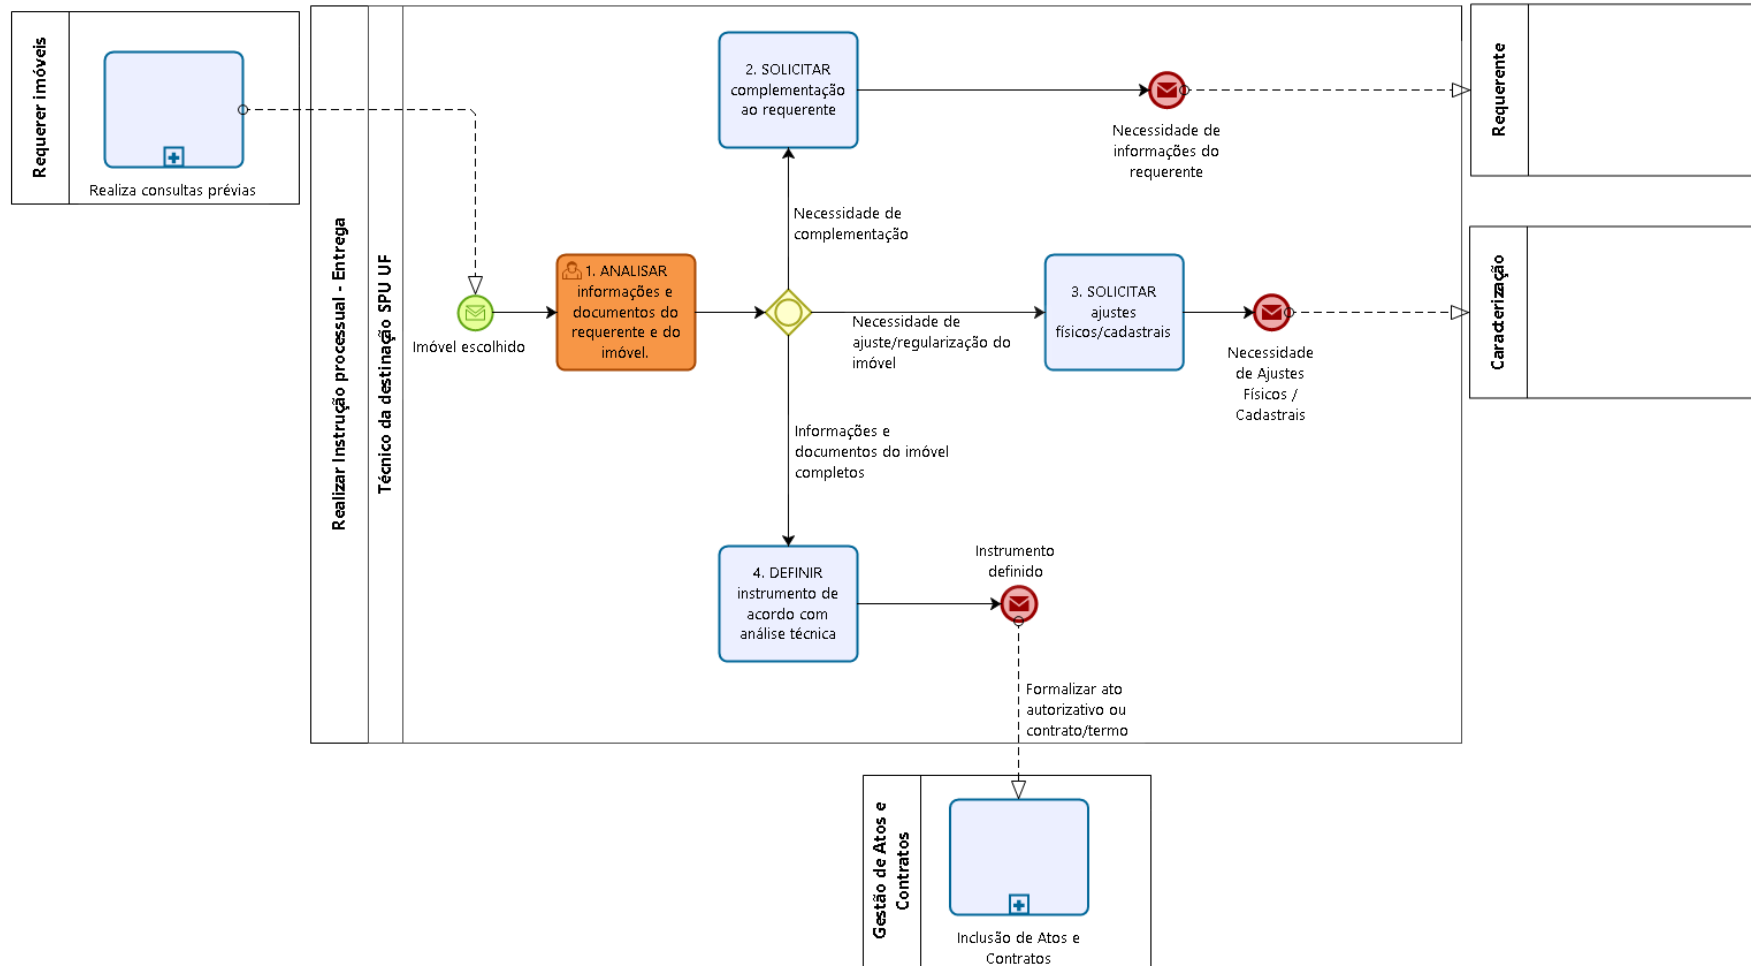 Requerer imóveis
Realiza consultas prévias
Realizar Instrução processual - Entrega
Técnico da destinação SPU UF
Imóvel escolhido
1. ANALISAR
informações e
documentos do
requerente e do
imóvel.
2. SOLICITAR
complementação
ao requerente
Necessidade de
informações do
requerente
Necessidade de
complementação
Necessidade de
ajuste/regularização do
imóvel
3. SOLICITAR
ajustes
físicos/cadastrais
Necessidade
de Ajustes
Físicos /
Cadastrais
Informações e
documentos do imóvel
completos
4. DEFINIR
instrumento de
acordo com
análise técnica
Instrumento
definido
Formalizar ato
autorizativo ou
contrato/termo
Requerente
Caracterização
Gestão de Atos e
Contratos
Inclusão de Atos e
Contratos